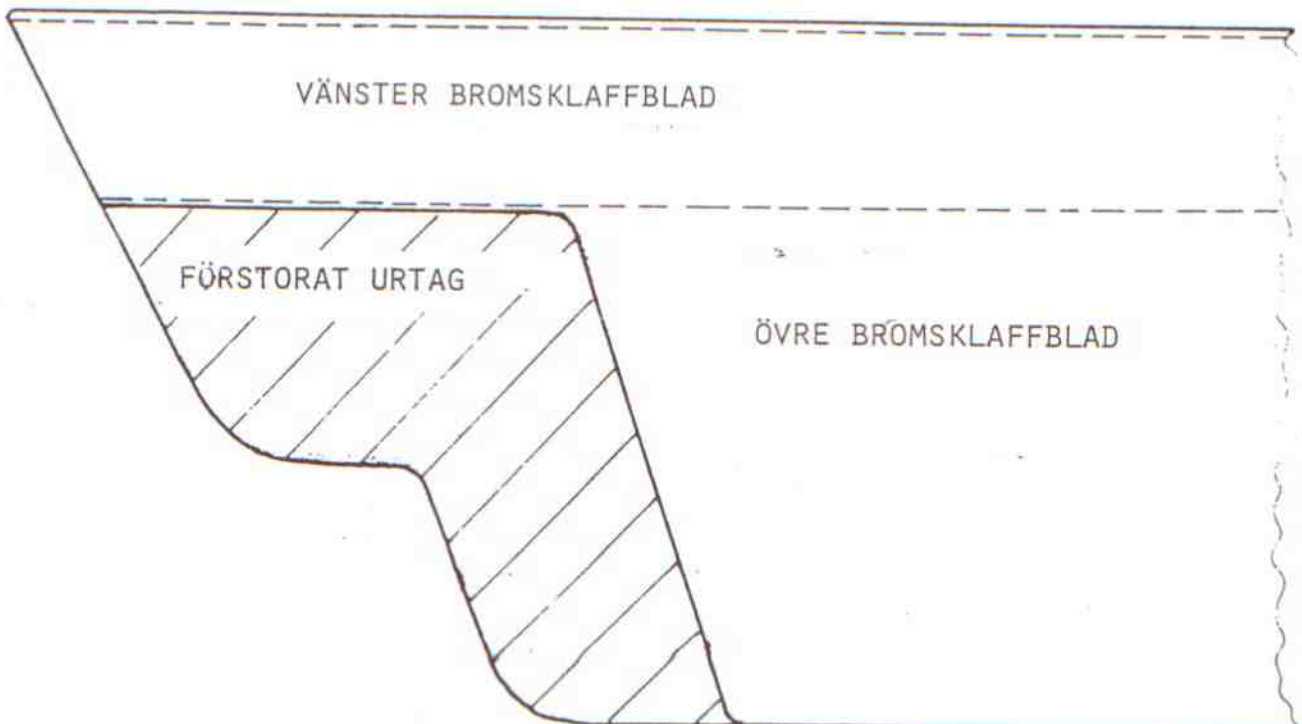 VÄNSTER BROMSKLAFFBLAD
FÖRSTORAT URTAG
ÖVRE BROMSKLAFFBLAD